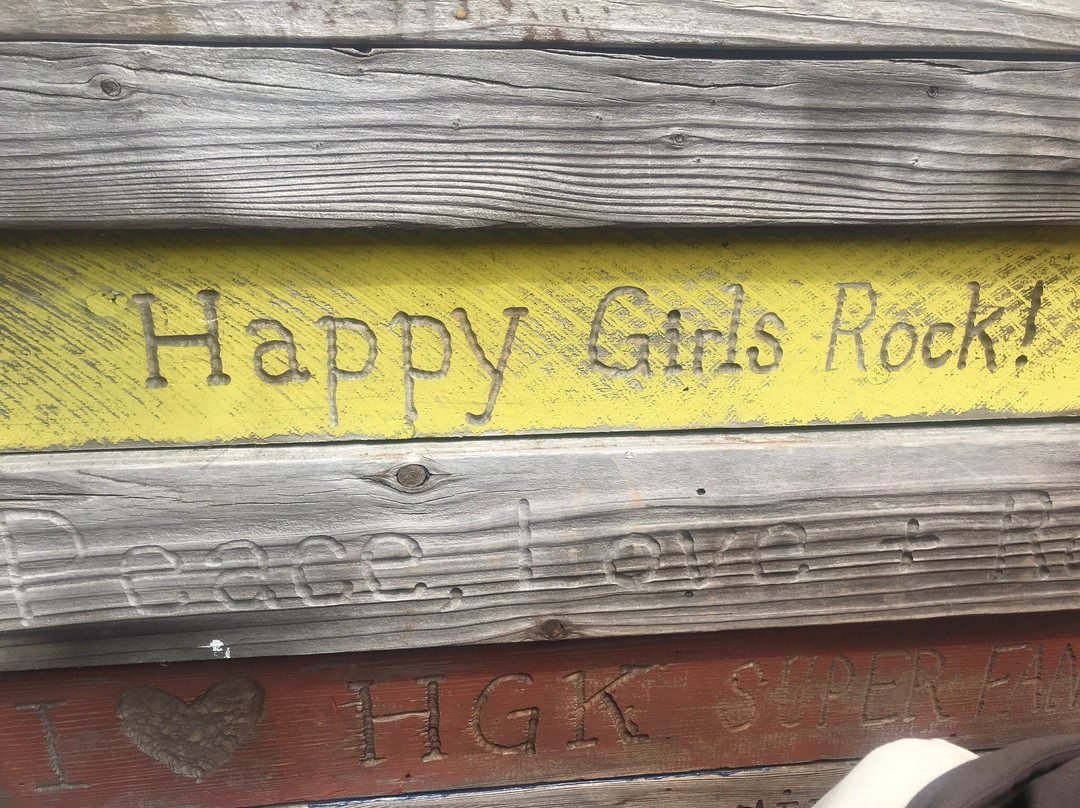 Happy Girls Rock!
Peace, Love +
I ♥ HGK SUPER